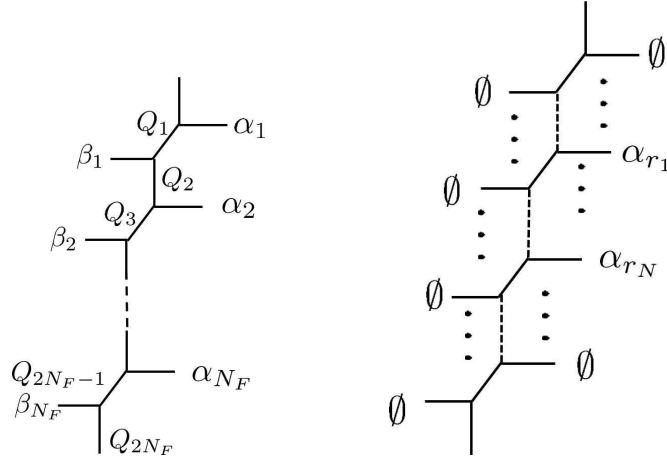 Q_1
α_1
β_1
Q_2
Q_3
α_2
β_2
Q_{2N_F−1}
α_{N_F}
β_{N_F}
Q_{2N_F}
∅
∅
α_{r_1}
∅
α_{r_N}
∅
∅
∅